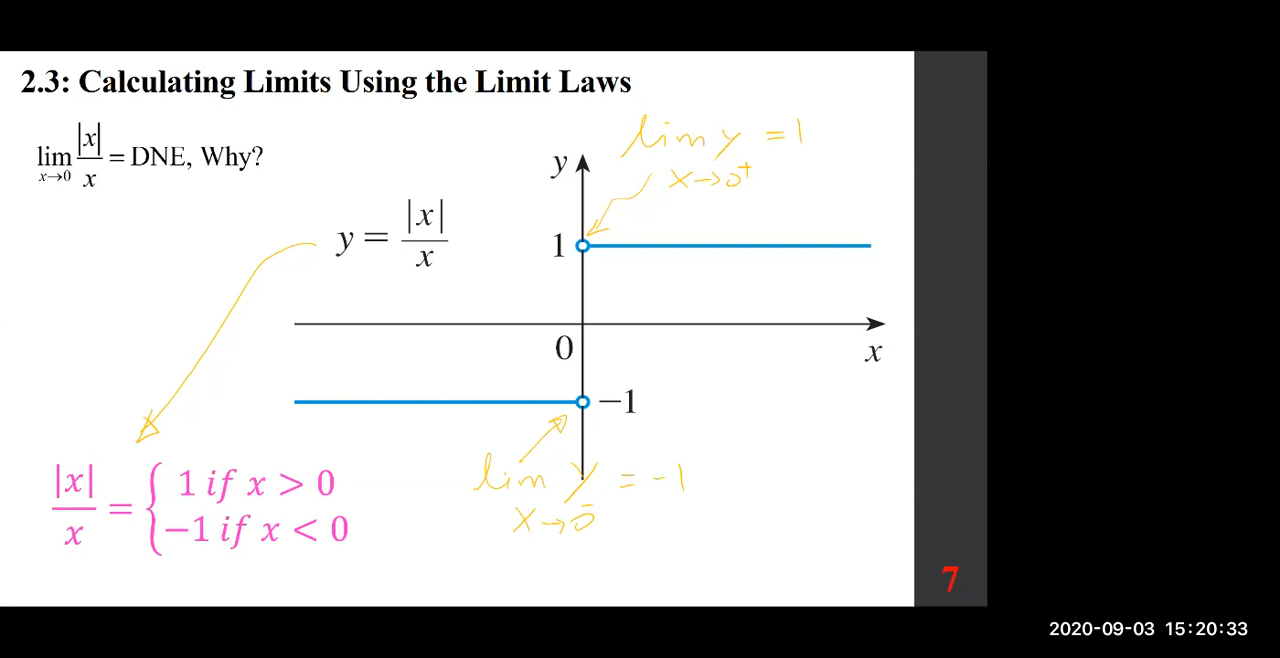 2.3: Calculating Limits Using the Limit Laws
lim x→0 |x|/x = DNE, Why?
lim y = 1
x→0⁺
y
y = |x|/x
1
0
x
−1
lim y = -1
x→0⁻
|x|/x = { 1 if x > 0
−1 if x < 0
7
2020-09-03 15:20:33